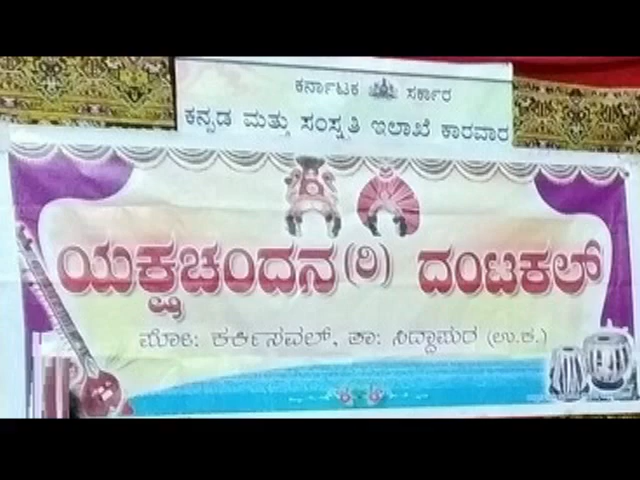 ಕರ್ನಾಟಕ ಸರ್ಕಾರ
ಕನ್ನಡ ಮತ್ತು ಸಂಸ್ಕೃತಿ ಇಲಾಖೆ ಕಾರವಾರ
ಯಕ್ಷಚಂದನ (ರಿ) ದಂಟಕಲ್
ಪೋಸ್ಟ: ಕರ್ಕಿಸವಲ್, ತಾ: ಸಿದ್ದಾಪುರ (ಉ.ಕ.)